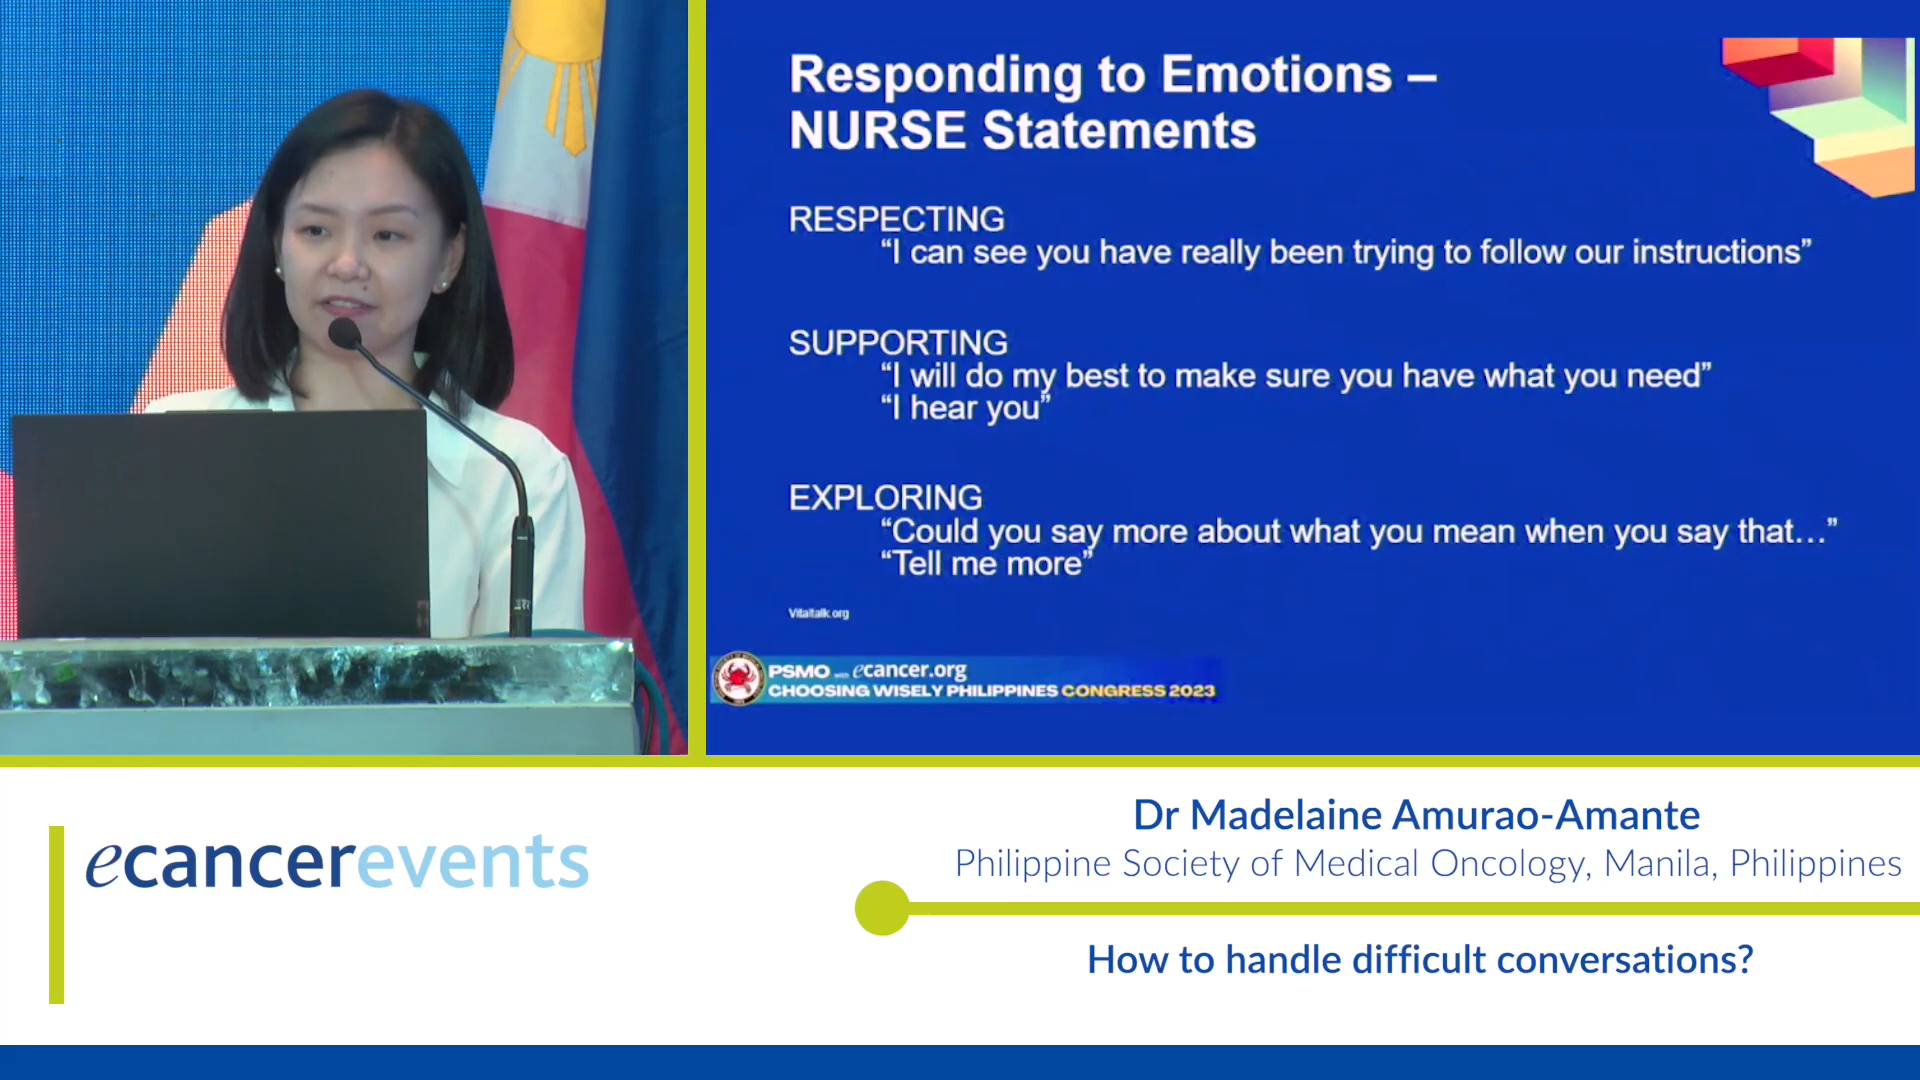 Responding to Emotions –
NURSE Statements
RESPECTING
“I can see you have really been trying to follow our instructions”
SUPPORTING
“I will do my best to make sure you have what you need”
“I hear you”
EXPLORING
“Could you say more about what you mean when you say that…”
“Tell me more”
Vitaltalk.org
PSMO with ecancer.org
CHOOSING WISELY PHILIPPINES CONGRESS 2023
ecancerevents
Dr Madelaine Amurao-Amante
Philippine Society of Medical Oncology, Manila, Philippines
How to handle difficult conversations?